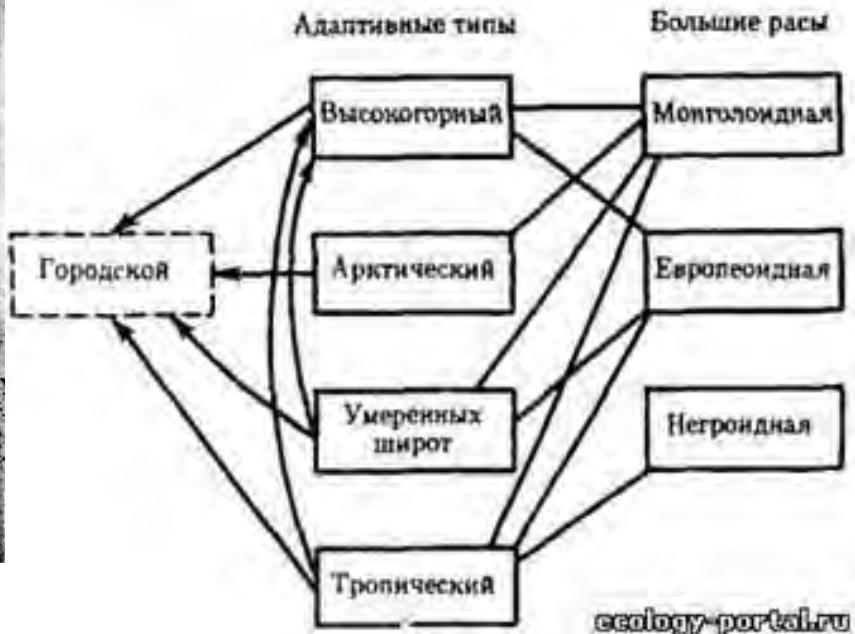 Адаптивные типы
Большие расы
Высокогорный
Монголоидная
Городской
Арктический
Европеоидная
Умеренных
широт
Негроидная
Тропический
ecology-portal.ru